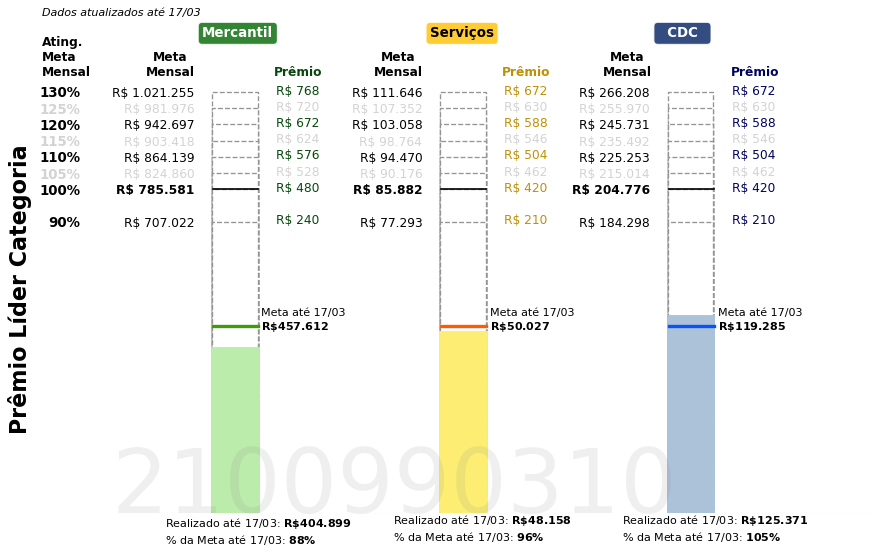 Dados atualizados até 17/03
Mercantil Serviços CDC
Ating.
Meta
Mensal
Meta
Mensal
Prêmio
Meta
Mensal
Prêmio
Meta
Mensal
Prêmio
130% R$ 1.021.255 R$ 768 R$ 111.646 R$ 672 R$ 266.208 R$ 672
125% R$ 981.976 R$ 720 R$ 107.352 R$ 630 R$ 255.970 R$ 630
120% R$ 942.697 R$ 672 R$ 103.058 R$ 588 R$ 245.731 R$ 588
115% R$ 903.418 R$ 624 R$ 98.764 R$ 546 R$ 235.492 R$ 546
110% R$ 864.139 R$ 576 R$ 94.470 R$ 504 R$ 225.253 R$ 504
105% R$ 824.860 R$ 528 R$ 90.176 R$ 462 R$ 215.014 R$ 462
100% R$ 785.581 R$ 480 R$ 85.882 R$ 420 R$ 204.776 R$ 420
90% R$ 707.022 R$ 240 R$ 77.293 R$ 210 R$ 184.298 R$ 210
Prêmio Líder Categoria
Meta até 17/03
R$457.612
Meta até 17/03
R$50.027
Meta até 17/03
R$119.285
2100990310
Realizado até 17/03: R$404.899
% da Meta até 17/03: 88%
Realizado até 17/03: R$48.158
% da Meta até 17/03: 96%
Realizado até 17/03: R$125.371
% da Meta até 17/03: 105%